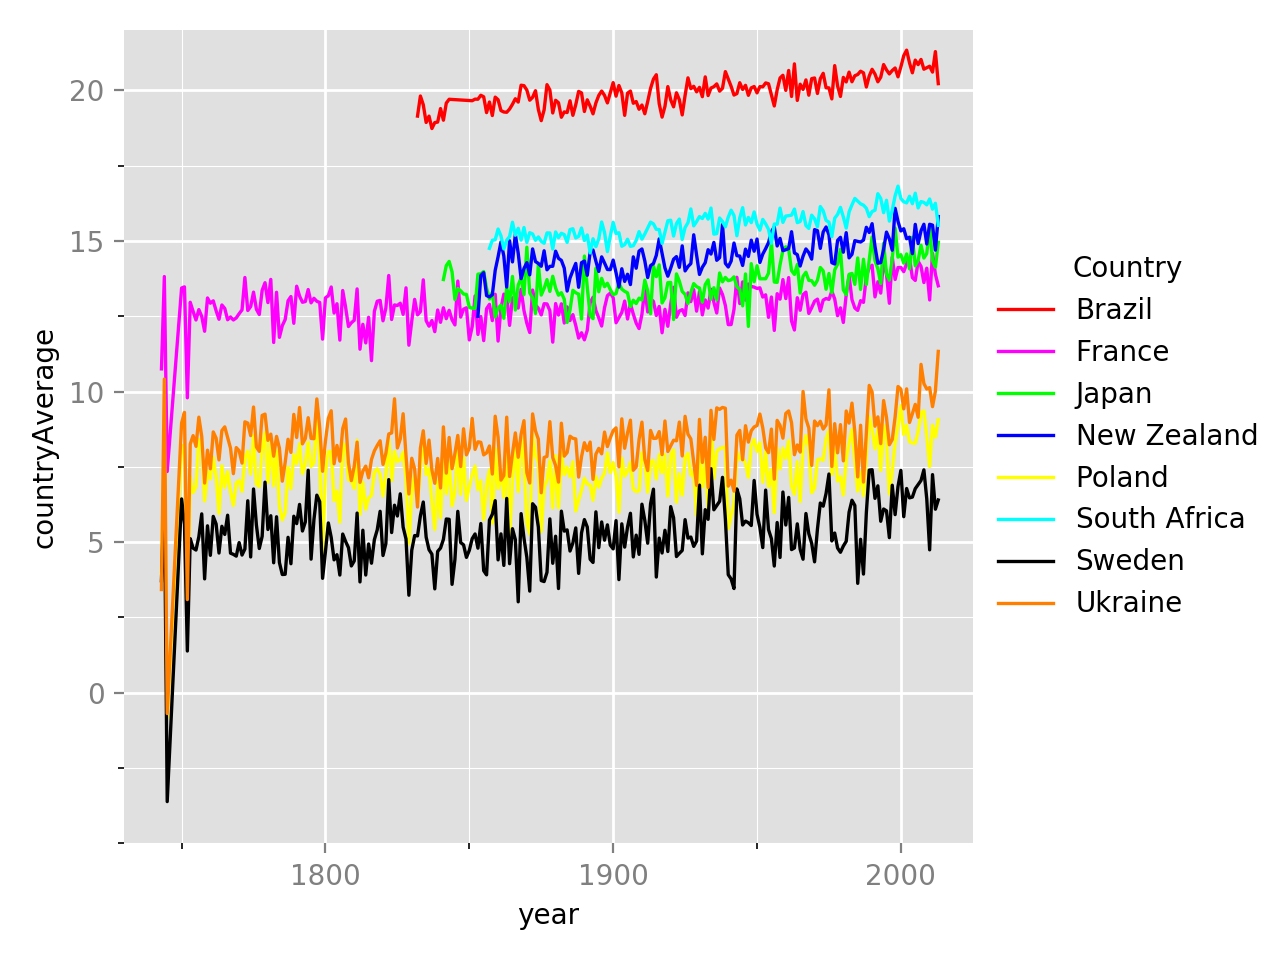 20
15
10
5
0
countryAverage
1800
1900
2000
year
Country
Brazil
France
Japan
New Zealand
Poland
South Africa
Sweden
Ukraine